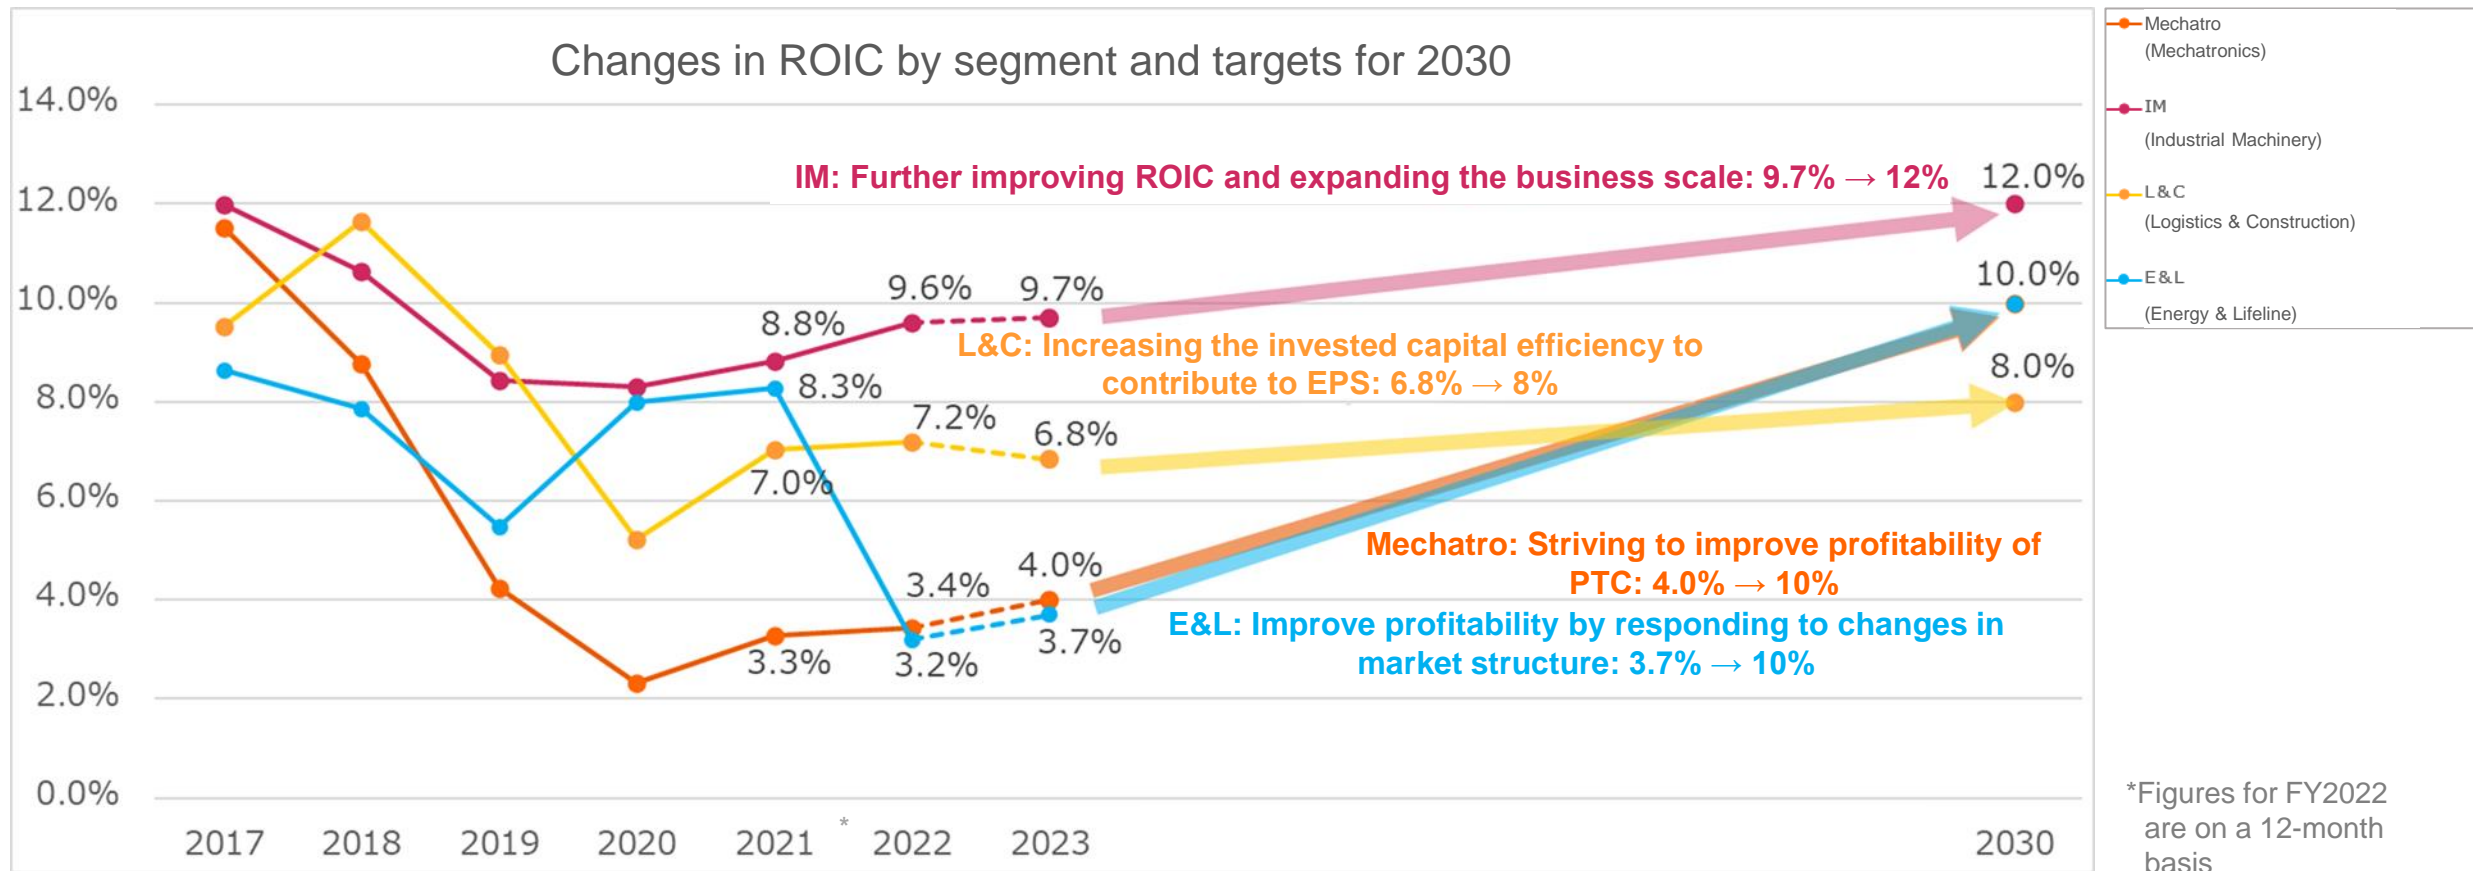 Changes in ROIC by segment and targets for 2030
14.0%
12.0%
10.0%
8.0%
6.0%
4.0%
2.0%
0.0%
2017
2018
2019
2020
2021
*
2022
2023
2030
IM: Further improving ROIC and expanding the business scale: 9.7% → 12%
12.0%
10.0%
8.0%
8.8%
9.6%
9.7%
L&C: Increasing the invested capital efficiency to
contribute to EPS: 6.8% → 8%
8.3%
7.2%
6.8%
7.0%
Mechatro: Striving to improve profitability of
PTC: 4.0% → 10%
4.0%
3.4%
3.3%
3.2%
3.7%
E&L: Improve profitability by responding to changes in
market structure: 3.7% → 10%
Mechatro
(Mechatronics)
IM
(Industrial Machinery)
L&C
(Logistics & Construction)
E&L
(Energy & Lifeline)
*Figures for FY2022
are on a 12-month
basis